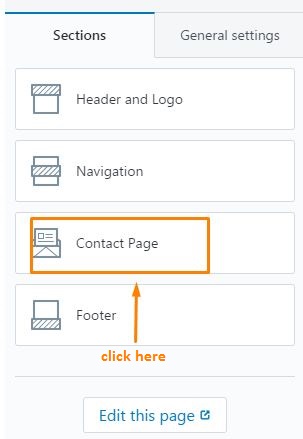 Sections
General settings
Header and Logo
Navigation
Contact Page
Footer
click here
Edit this page